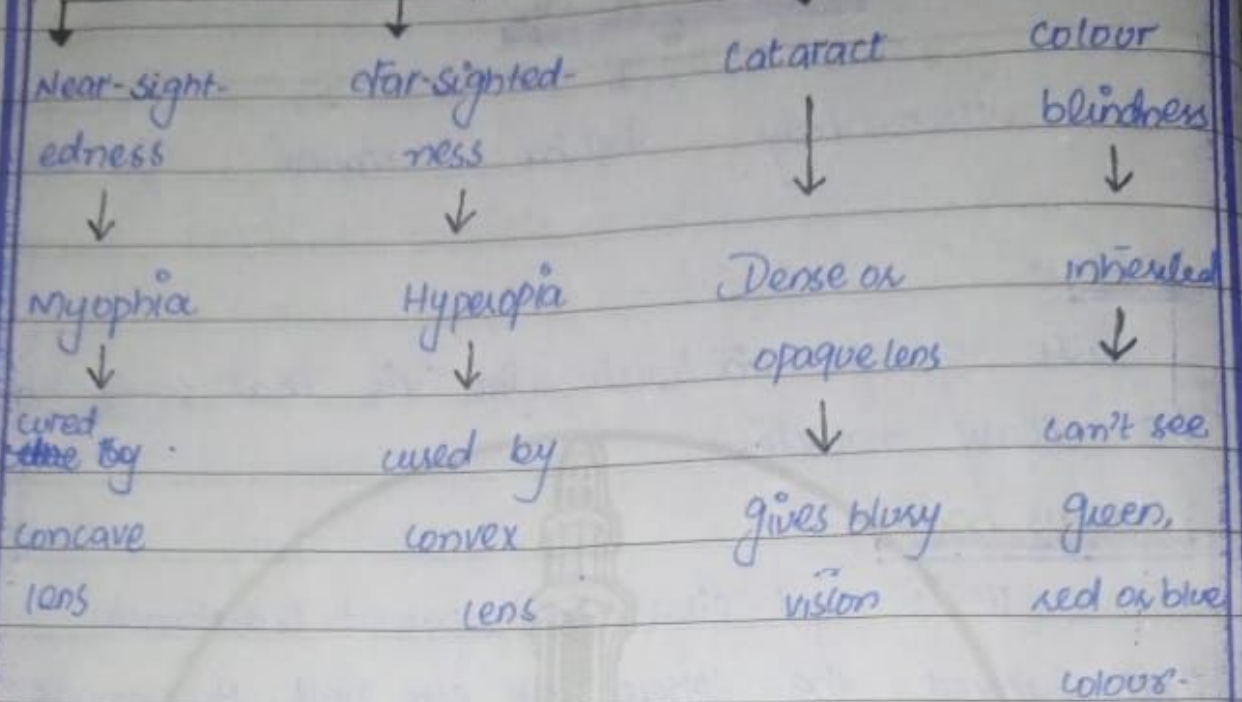 Near-sight-
edness
Myophia
cured
by
concave
lens
Far-sighted-
ness
Hyperopia
cured by
convex
lens
Cataract
Dense or
opaque lens
gives blury
vision
Colour
blindness
inherited
can't see
green,
red or blue
colour.